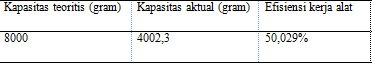 Kapasitas teoritis (gram) Kapasitas aktual (gram) Efisiensi kerja alat
8000 4002,3 50,029%